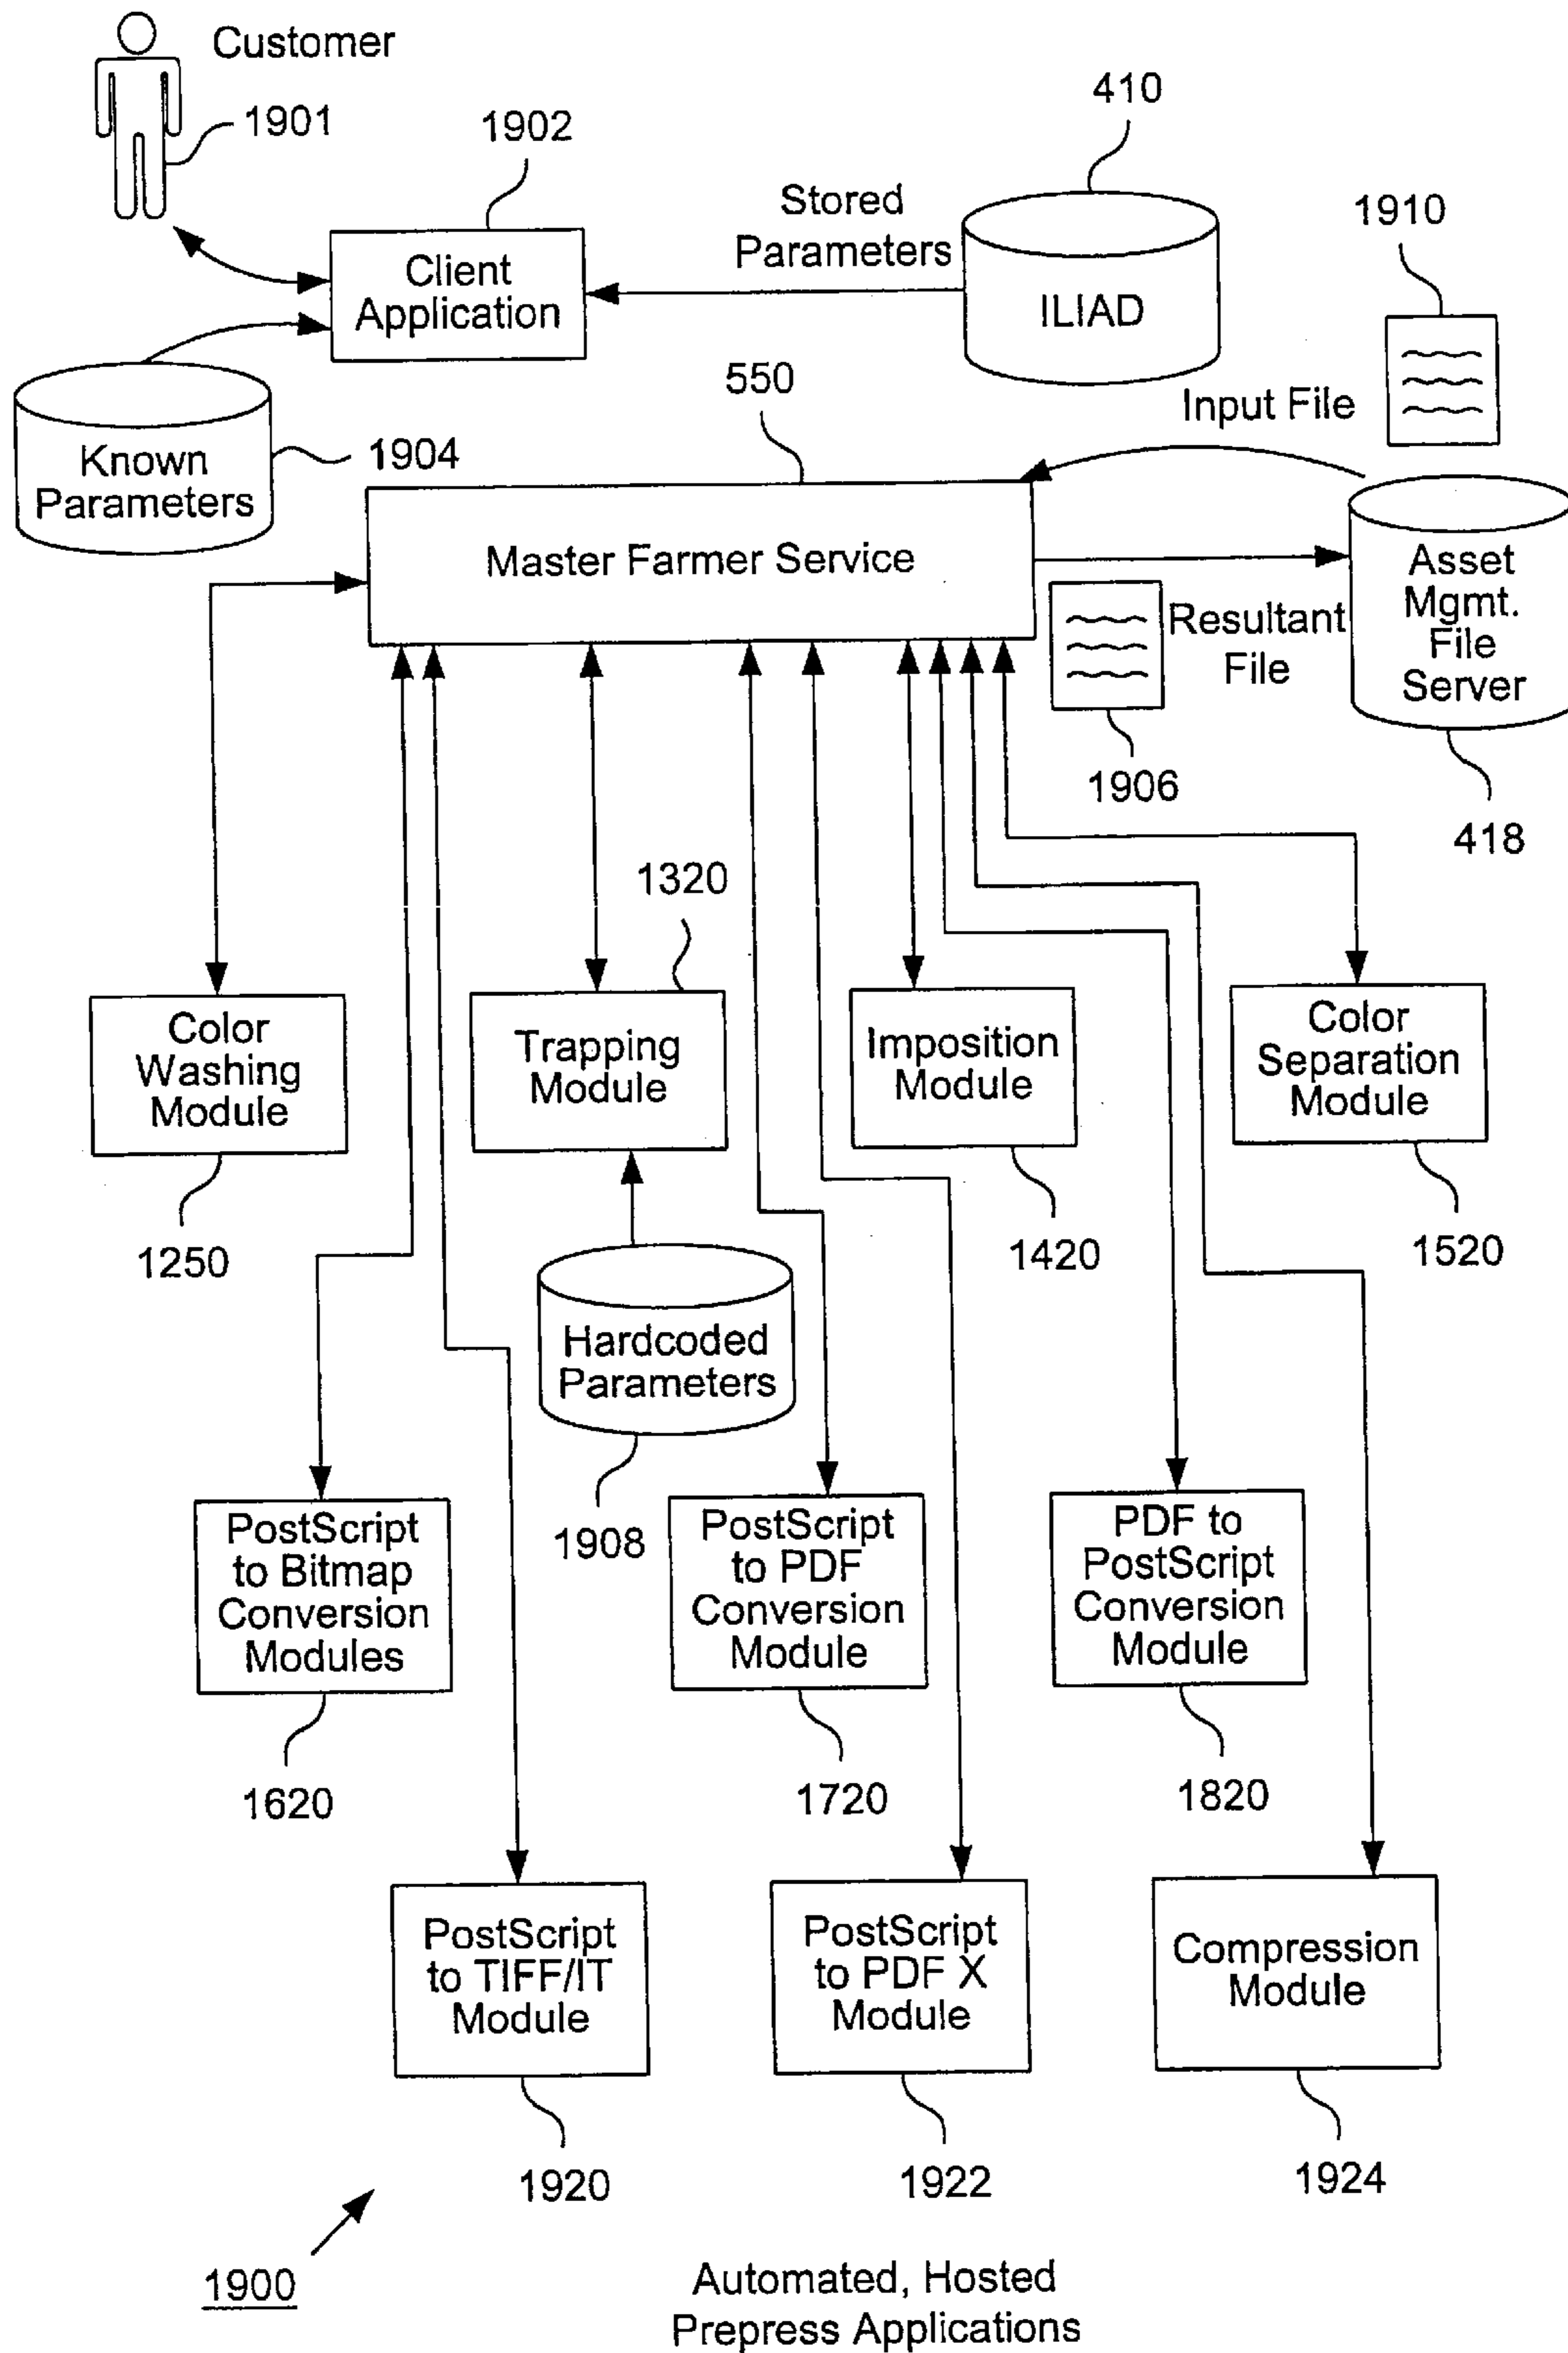 Customer
1901
1902
410
Stored
Parameters
1910
Client
Application
ILIAD
550
Input File
Known
Parameters
1904
Master Farmer Service
Asset
Mgmt.
File
Server
Resultant
File
1906
418
1320
Color
Washing
Module
Trapping
Module
Imposition
Module
Color
Separation
Module
1250
1420
1520
Hardcoded
Parameters
1908
PostScript
to Bitmap
Conversion
Modules
PostScript
to PDF
Conversion
Module
PDF to
PostScript
Conversion
Module
1620
1720
1820
PostScript
to TIFF/IT
Module
PostScript
to PDF X
Module
Compression
Module
1920
1922
1924
1900
Automated, Hosted
Prepress Applications